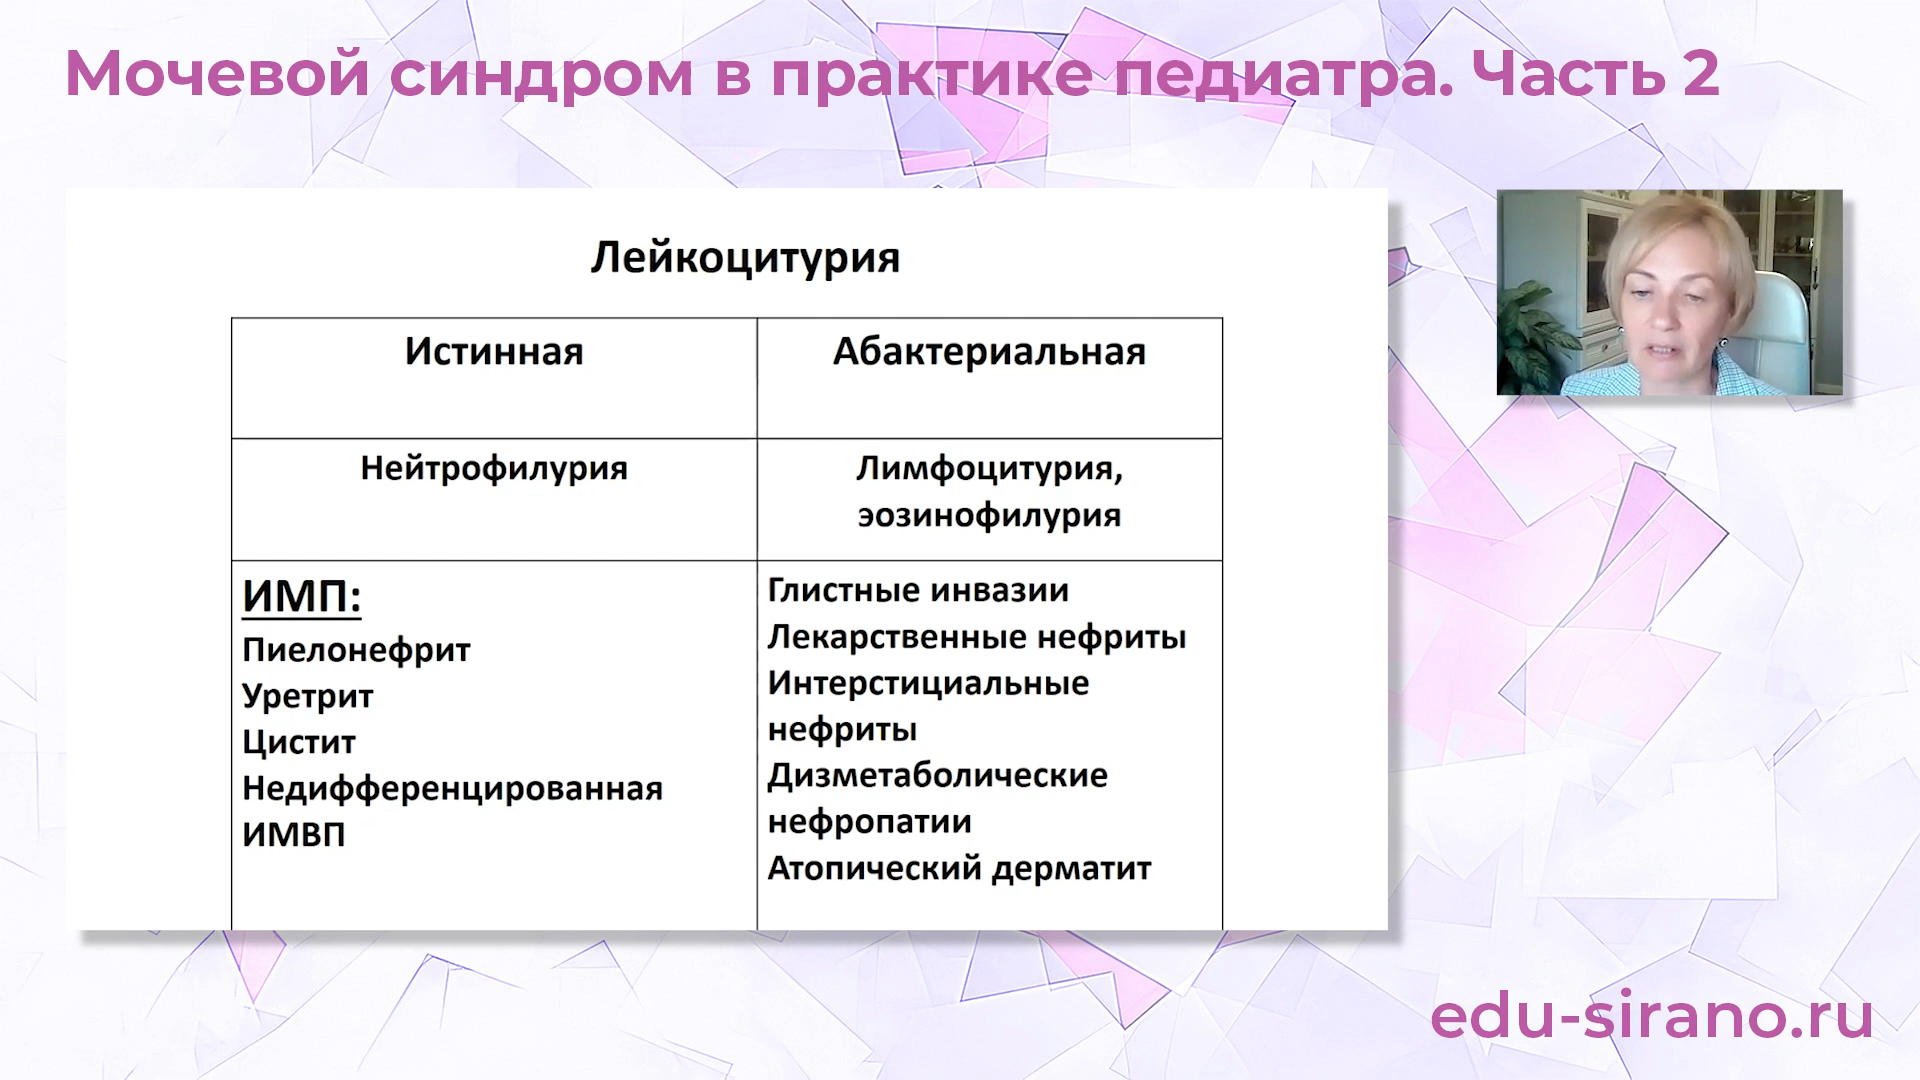 Мочевой синдром в практике педиатра. Часть 2
Лейкоцитурия
Истинная
Абактериальная
Нейтрофилурия
Лимфоцитурия,
эозинофилурия
ИМП:
Пиелонефрит
Уретрит
Цистит
Недифференцированная
ИМВП
Глистные инвазии
Лекарственные нефриты
Интерстициальные
нефриты
Дизметаболические
нефропатии
Атопический дерматит
edu-sirano.ru